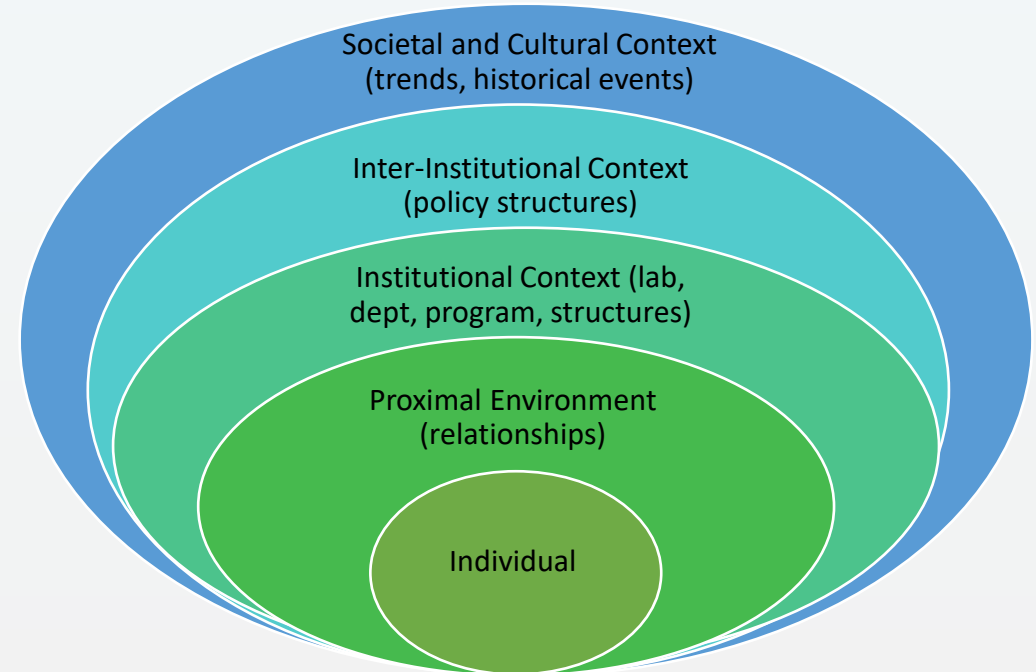 Societal and Cultural Context
(trends, historical events)
Inter-Institutional Context
(policy structures)
Institutional Context (lab,
dept, program, structures)
Proximal Environment
(relationships)
Individual